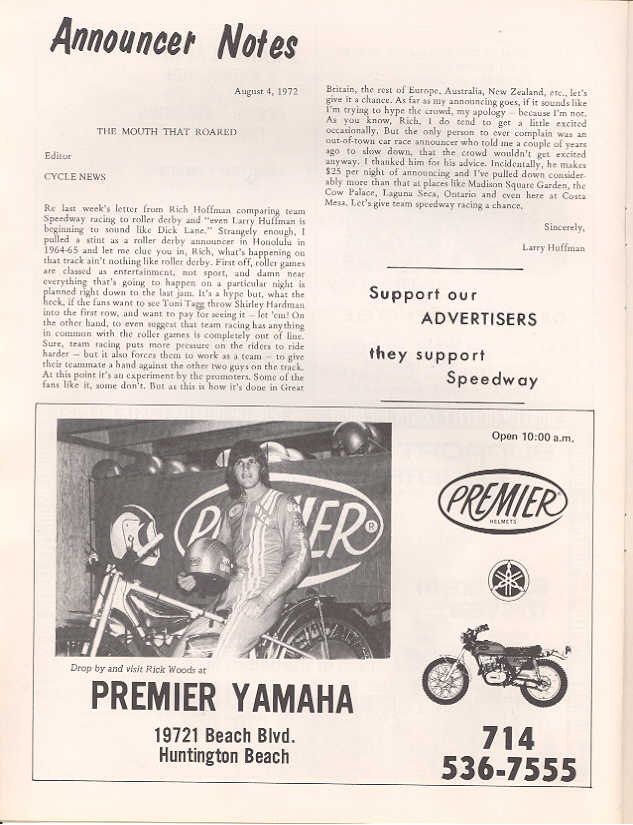 Announcer Notes
August 4, 1972
THE MOUTH THAT ROARED
Editor
CYCLE NEWS
Re last week's letter from Rich Hoffman comparing team
Speedway racing to roller derby and "even Larry Huffman is
beginning to sound like Dick Lane." Strangely enough, I
pulled a stint as a roller derby announcer in Honolulu in
1964-65 and let me clue you in, Rich, what's happening on
that track ain't nothing like roller derby. First off, roller games
are classed as entertainment, not sport, and damn near
everything that's going to happen on a particular night is
planned right down to the last jam. It's a hype but, what the
heck, if the fans want to see Toni Tagg throw Shirley Hardman
into the first row, and want to pay for seeing it – let 'em! On
the other hand, to even suggest that team racing has anything
in common with the roller games is completely out of line.
Sure, team racing puts more pressure on the riders to ride
harder – but it also forces them to work as a team – to give
their teammate a hand against the other two guys on the track.
At this point it's an experiment by the promoters. Some of the
fans like it, some don't. But as this is how it's done in Great
Britain, the rest of Europe, Australia, New Zealand, etc., let's
give it a chance. As far as my announcing goes, if it sounds like
I'm trying to hype the crowd, my apology – because I'm not.
As you know, Rich, I do tend to get a little excited
occasionally. But the only person to ever complain was an
out-of-town car race announcer who told me a couple of years
ago to slow down, that the crowd wouldn't get excited
anyway. I thanked him for his advice. Incidentally, he makes
$25 per night of announcing and I've pulled down consider-
ably more than that at places like Madison Square Garden, the
Cow Palace, Laguna Seca, Ontario and even here at Costa
Mesa. Let's give team speedway racing a chance.
Sincerely,
Larry Huffman
Support our
ADVERTISERS
they support
Speedway
Open 10:00 a.m.
PREMIER
HELMETS
Drop by and visit Rick Woods at
PREMIER YAMAHA
19721 Beach Blvd.
Huntington Beach
714
536-7555